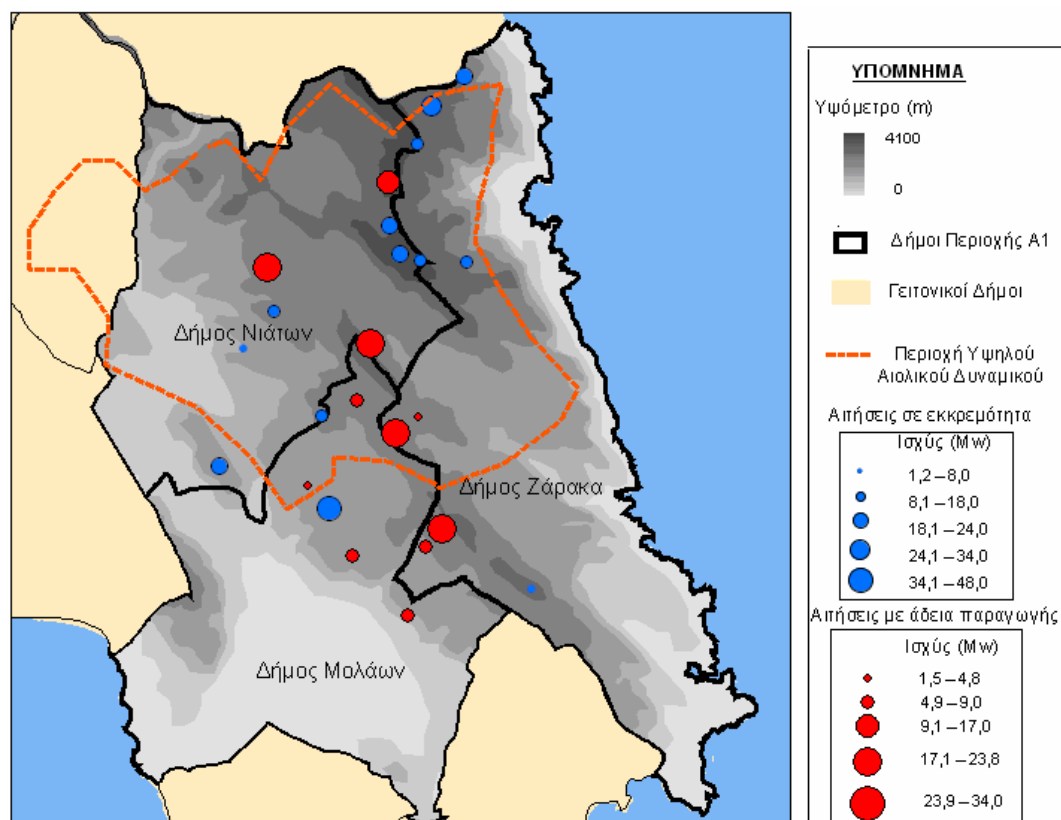 Δήμος Νιάτων
Δήμος Ζάρακα
Δήμος Μολάων
ΥΠΟΜΝΗΜΑ
Υψόμετρο (m)
4100
0
Δήμοι Περιοχής Α1
Γειτονικοί Δήμοι
Περιοχή Υψηλού
Αιολικού Δυναμικού
Αιτήσεις σε εκκρεμότητα
Ισχύς (Mw)
1,2 – 8,0
8,1 – 18,0
18,1 – 24,0
24,1 – 34,0
34,1 – 48,0
Αιτήσεις με άδεια παραγωγής
Ισχύς (Mw)
1,5 – 4,8
4,9 – 9,0
9,1 – 17,0
17,1 – 23,8
23,9 – 34,0